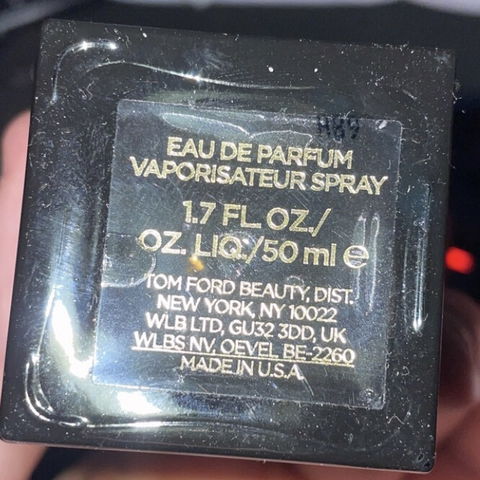 A89
EAU DE PARFUM
VAPORISATEUR SPRAY
1.7 FL. OZ./
OZ. LIQ./50 ml e
TOM FORD BEAUTY, DIST.
NEW YORK, NY 10022
WLB LTD, GU32 3DD, UK
WLBS NV, OEVEL BE-2260
MADE IN U.S.A.